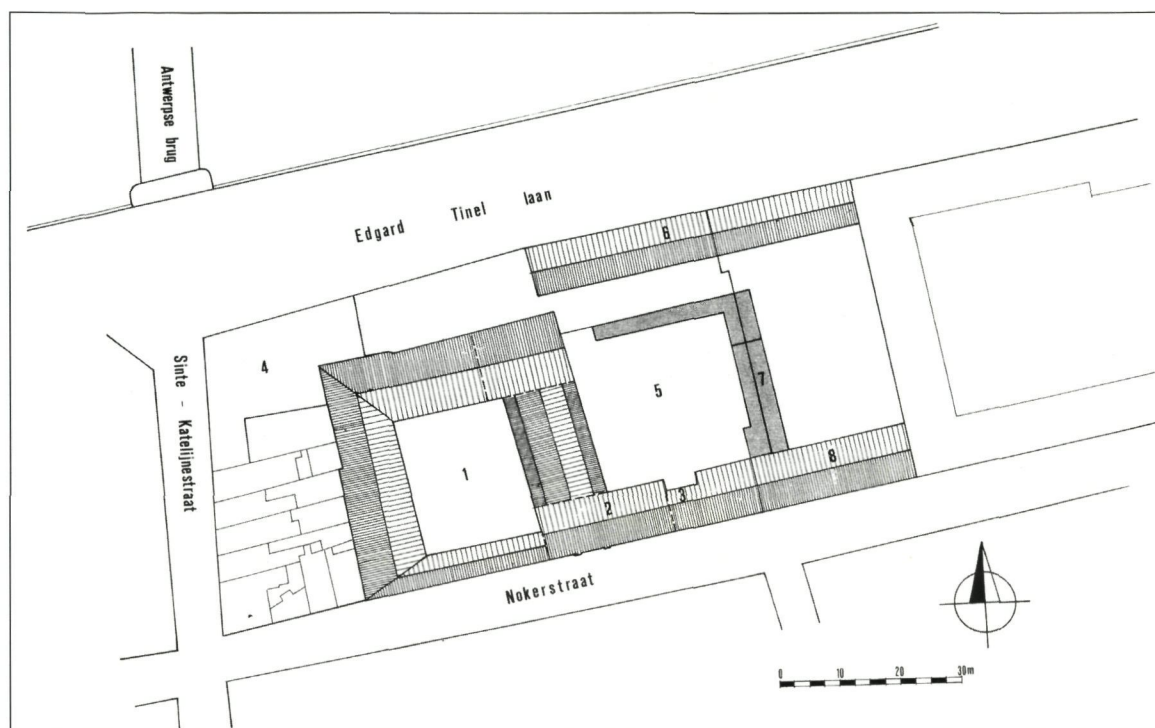 Antwerpse brug
Edgard Tinel laan
6
4
Sinte - Katelijnestraat
7
5
1
8
3
2
Nokerstraat
0 10 20 30m